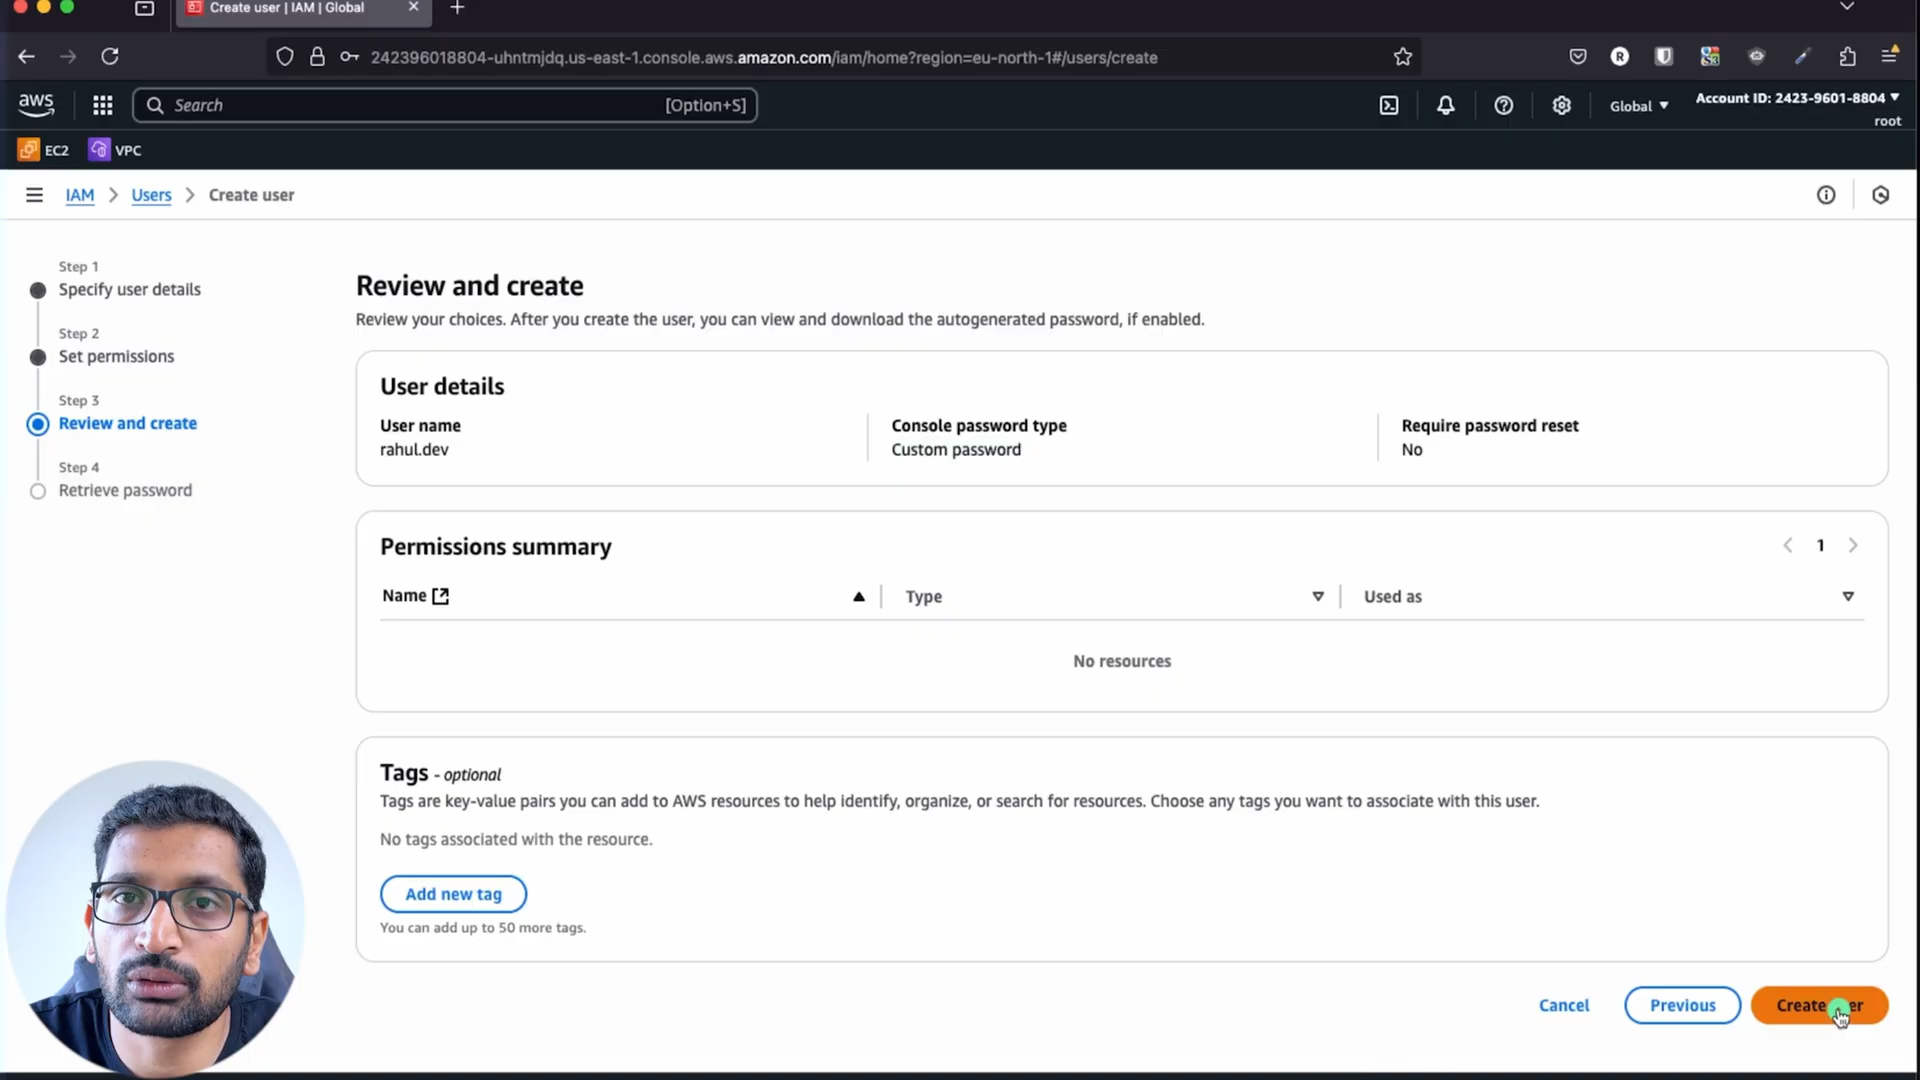 Create user | IAM | Global
242396018804-uhntmjdq.us-east-1.console.aws.amazon.com/iam/home?region=eu-north-1#/users/create
aws
Search
[Option+S]
Global
Account ID: 2423-9601-8804
root
EC2
VPC
IAM
Users
Create user
Step 1
Specify user details
Step 2
Set permissions
Step 3
Review and create
Step 4
Retrieve password
Review and create
Review your choices. After you create the user, you can view and download the autogenerated password, if enabled.
User details
User name
rahul.dev
Console password type
Custom password
Require password reset
No
Permissions summary
1
Name
Type
Used as
No resources
Tags - optional
Tags are key-value pairs you can add to AWS resources to help identify, organize, or search for resources. Choose any tags you want to associate with this user.
No tags associated with the resource.
Add new tag
You can add up to 50 more tags.
Cancel
Previous
Create